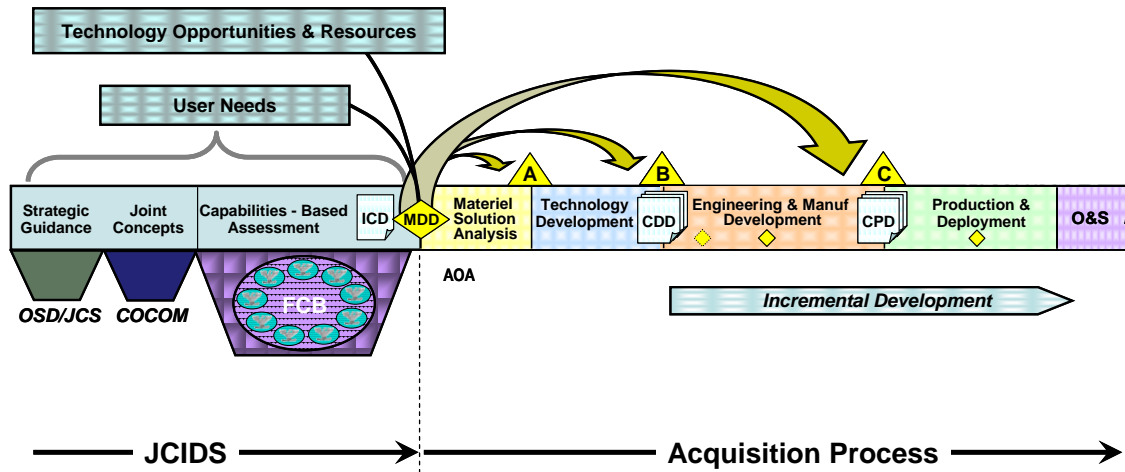 Technology Opportunities & Resources
User Needs
A
B
C
Strategic
Guidance
Joint
Concepts
Capabilities - Based
Assessment
ICD
MDD
Materiel
Solution
Analysis
Technology
Development
CDD
Engineering & Manuf
Development
CPD
Production &
Deployment
O&S
OSD/JCS
COCOM
FCB
AOA
Incremental Development
JCIDS
Acquisition Process